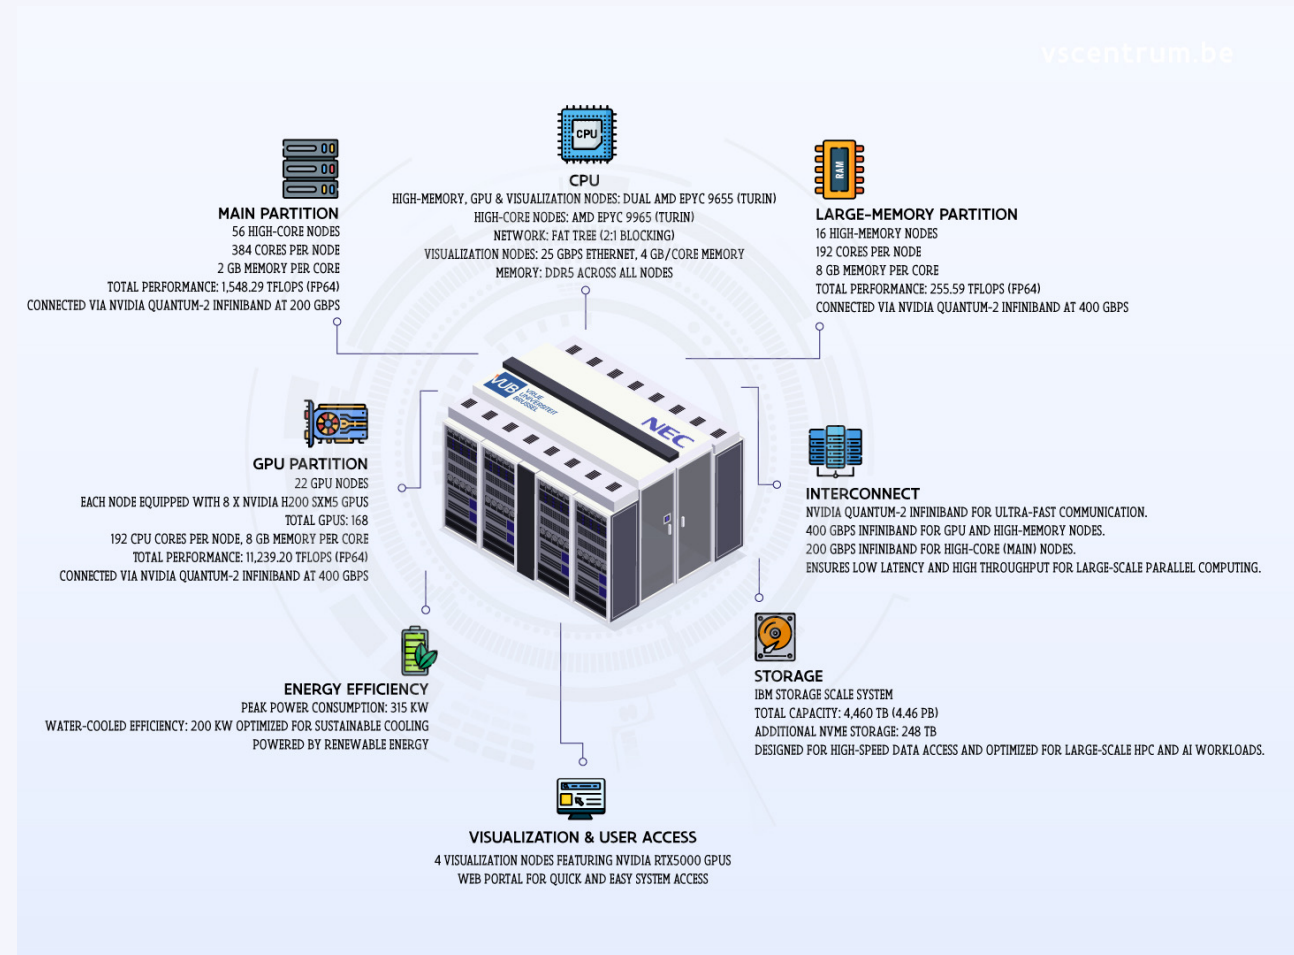 vscentrum.be
CPU
CPU
HIGH-MEMORY, GPU & VISUALIZATION NODES: DUAL AMD EPYC 9655 (TURIN)
HIGH-CORE NODES: AMD EPYC 9965 (TURIN)
NETWORK: FAT TREE (2:1 BLOCKING)
VISUALIZATION NODES: 25 GBPS ETHERNET, 4 GB/CORE MEMORY
MEMORY: DDR5 ACROSS ALL NODES
MAIN PARTITION
56 HIGH-CORE NODES
384 CORES PER NODE
2 GB MEMORY PER CORE
TOTAL PERFORMANCE: 1,548.29 TFLOPS (FP64)
CONNECTED VIA NVIDIA QUANTUM-2 INFINIBAND AT 200 GBPS
RAM
LARGE-MEMORY PARTITION
16 HIGH-MEMORY NODES
192 CORES PER NODE
8 GB MEMORY PER CORE
TOTAL PERFORMANCE: 255.59 TFLOPS (FP64)
CONNECTED VIA NVIDIA QUANTUM-2 INFINIBAND AT 400 GBPS
VUB
VRIJE
UNIVERSITEIT
BRUSSEL
NEC
GPU PARTITION
22 GPU NODES
EACH NODE EQUIPPED WITH 8 X NVIDIA H200 SXM5 GPUS
TOTAL GPUS: 168
192 CPU CORES PER NODE, 8 GB MEMORY PER CORE
TOTAL PERFORMANCE: 11,239.20 TFLOPS (FP64)
CONNECTED VIA NVIDIA QUANTUM-2 INFINIBAND AT 400 GBPS
INTERCONNECT
NVIDIA QUANTUM-2 INFINIBAND FOR ULTRA-FAST COMMUNICATION.
400 GBPS INFINIBAND FOR GPU AND HIGH-MEMORY NODES.
200 GBPS INFINIBAND FOR HIGH-CORE (MAIN) NODES.
ENSURES LOW LATENCY AND HIGH THROUGHPUT FOR LARGE-SCALE PARALLEL COMPUTING.
ENERGY EFFICIENCY
PEAK POWER CONSUMPTION: 315 KW
WATER-COOLED EFFICIENCY: 200 KW OPTIMIZED FOR SUSTAINABLE COOLING
POWERED BY RENEWABLE ENERGY
STORAGE
IBM STORAGE SCALE SYSTEM
TOTAL CAPACITY: 4,460 TB (4.46 PB)
ADDITIONAL NVME STORAGE: 248 TB
DESIGNED FOR HIGH-SPEED DATA ACCESS AND OPTIMIZED FOR LARGE-SCALE HPC AND AI WORKLOADS.
VISUALIZATION & USER ACCESS
4 VISUALIZATION NODES FEATURING NVIDIA RTX5000 GPUS
WEB PORTAL FOR QUICK AND EASY SYSTEM ACCESS